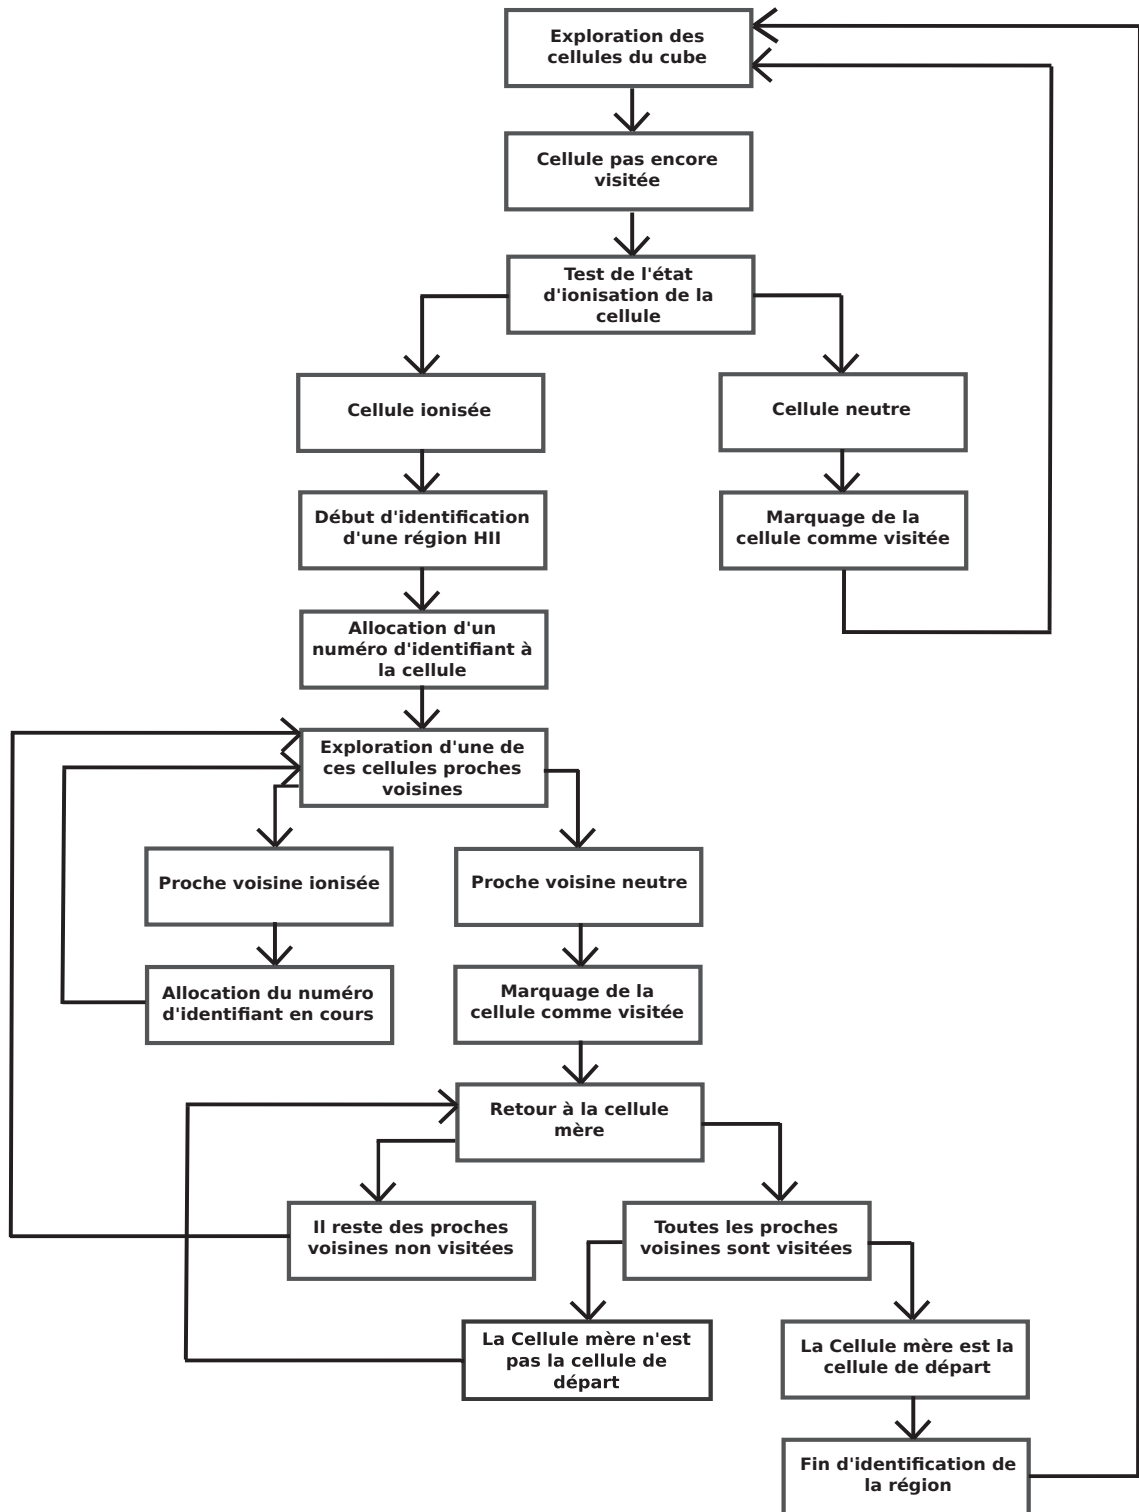 Exploration des
cellules du cube
Cellule pas encore
visitée
Test de l'état
d'ionisation de la
cellule
Cellule ionisée
Cellule neutre
Début d'identification
d'une région HII
Marquage de la
cellule comme visitée
Allocation d'un
numéro d'identifiant à
la cellule
Exploration d'une de
ces cellules proches
voisines
Proche voisine ionisée
Proche voisine neutre
Allocation du numéro
d'identifiant en cours
Marquage de la
cellule comme visitée
Retour à la cellule
mère
Il reste des proches
voisines non visitées
Toutes les proches
voisines sont visitées
La Cellule mère n'est
pas la cellule de
départ
La Cellule mère est la
cellule de départ
Fin d'identification de
la région